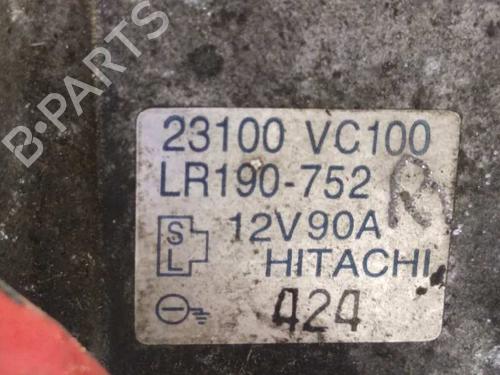 B-PARTS
23100 VC100
LR190-752 R
S 12V90A
L HITACHI
424